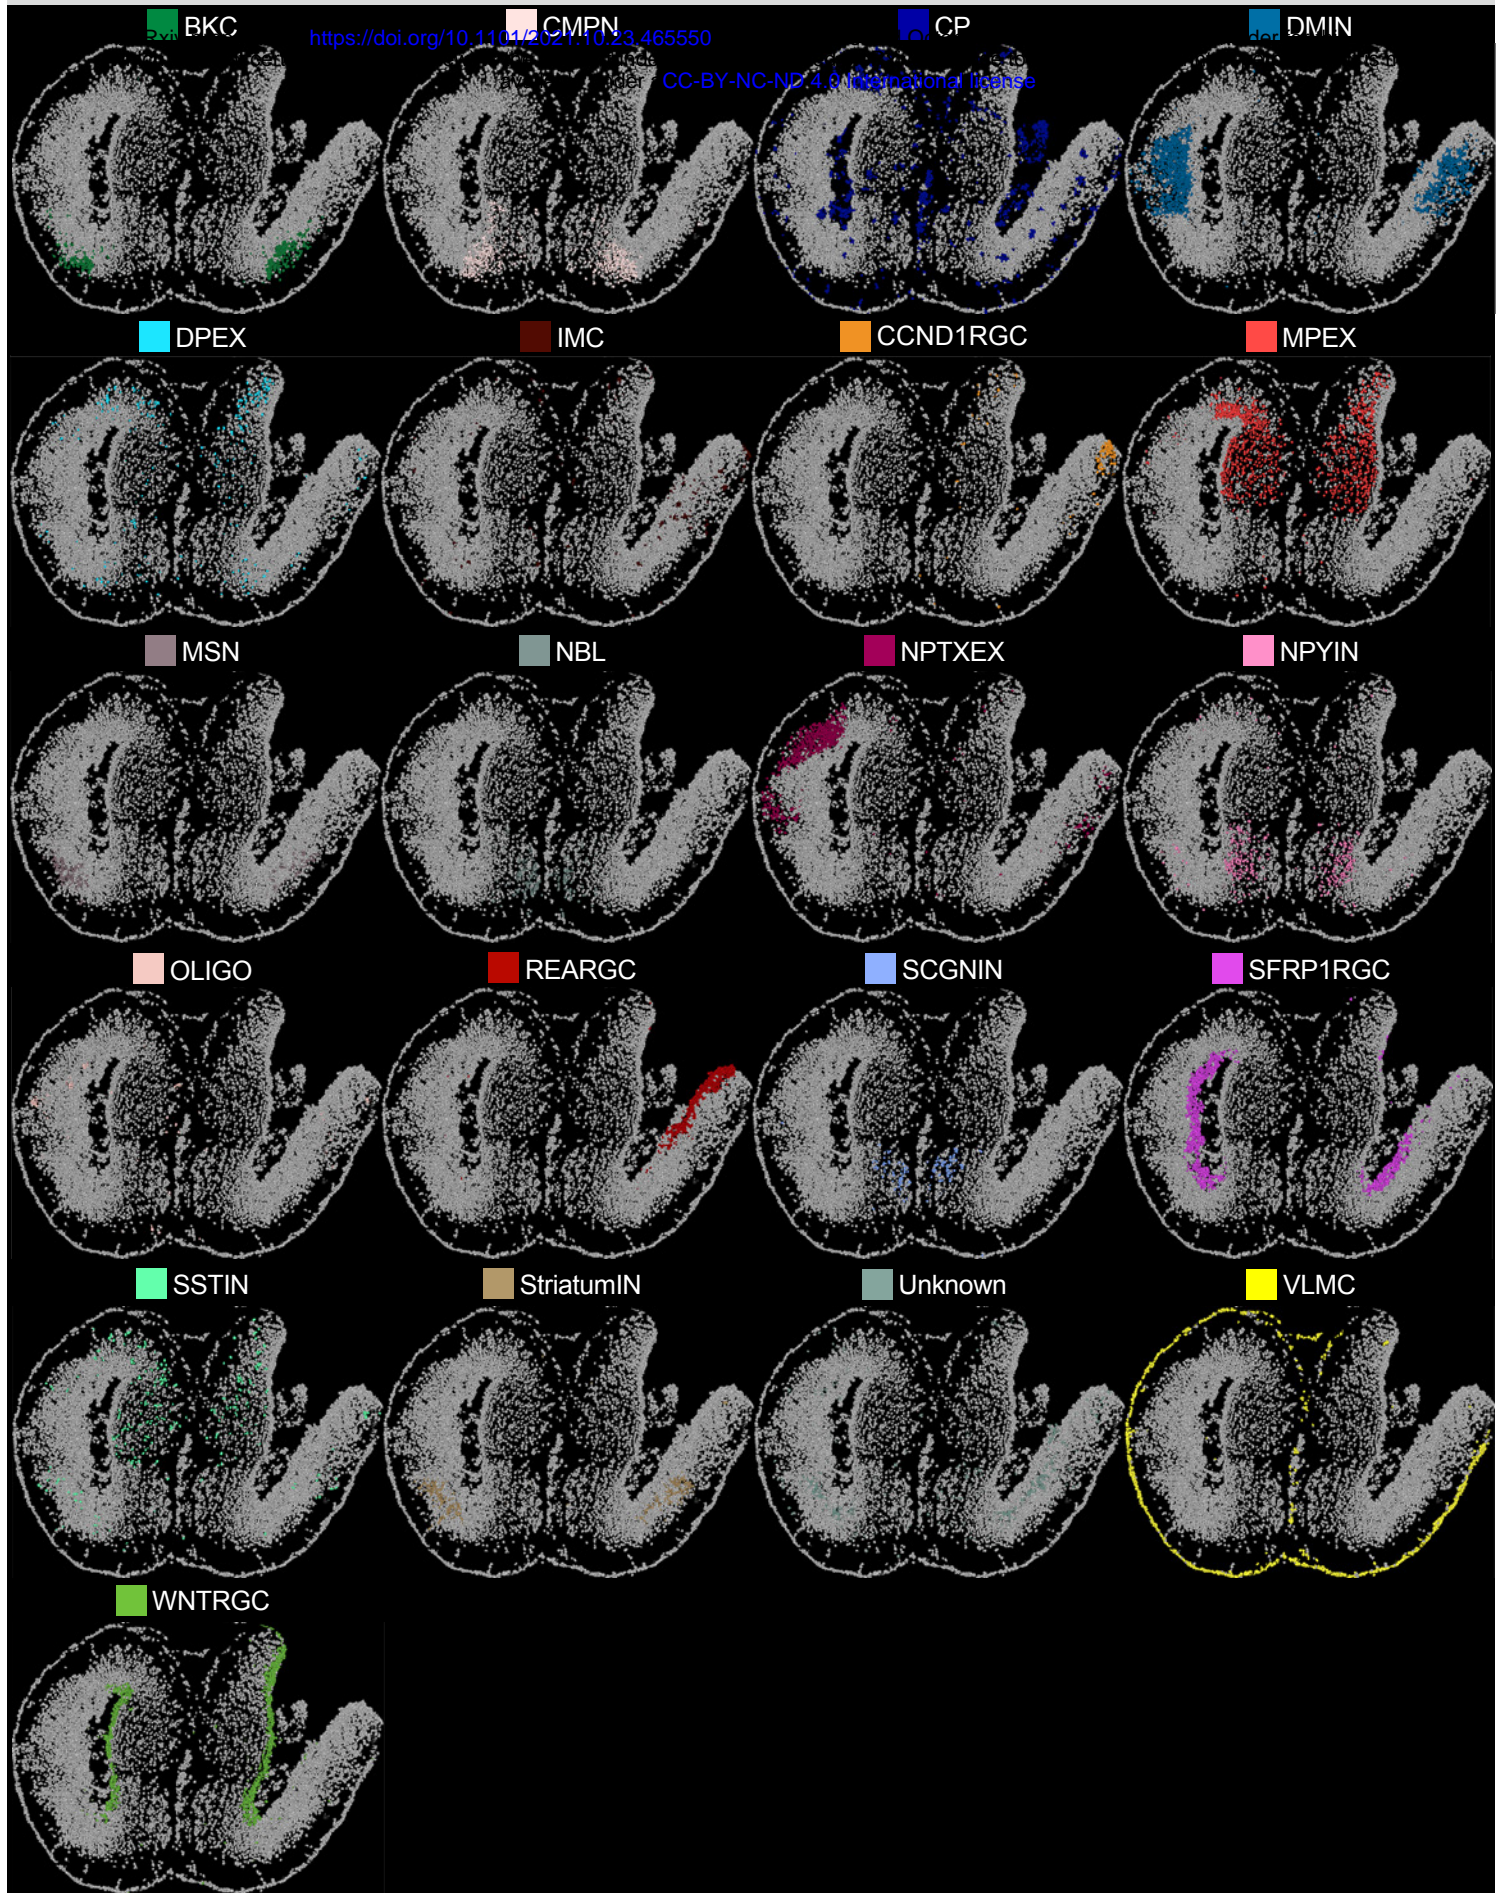 BKC CMPN CP DMIN
https://doi.org/10.1101/2021.10.23.465550
CC-BY-NC-ND 4.0 International license
DPEX IMC CCND1RGC MPEX
MSN NBL NPTXEX NPYIN
OLIGO REARGC SCGNIN SFRP1RGC
SSTIN StriatumIN Unknown VLMC
WNTRGC